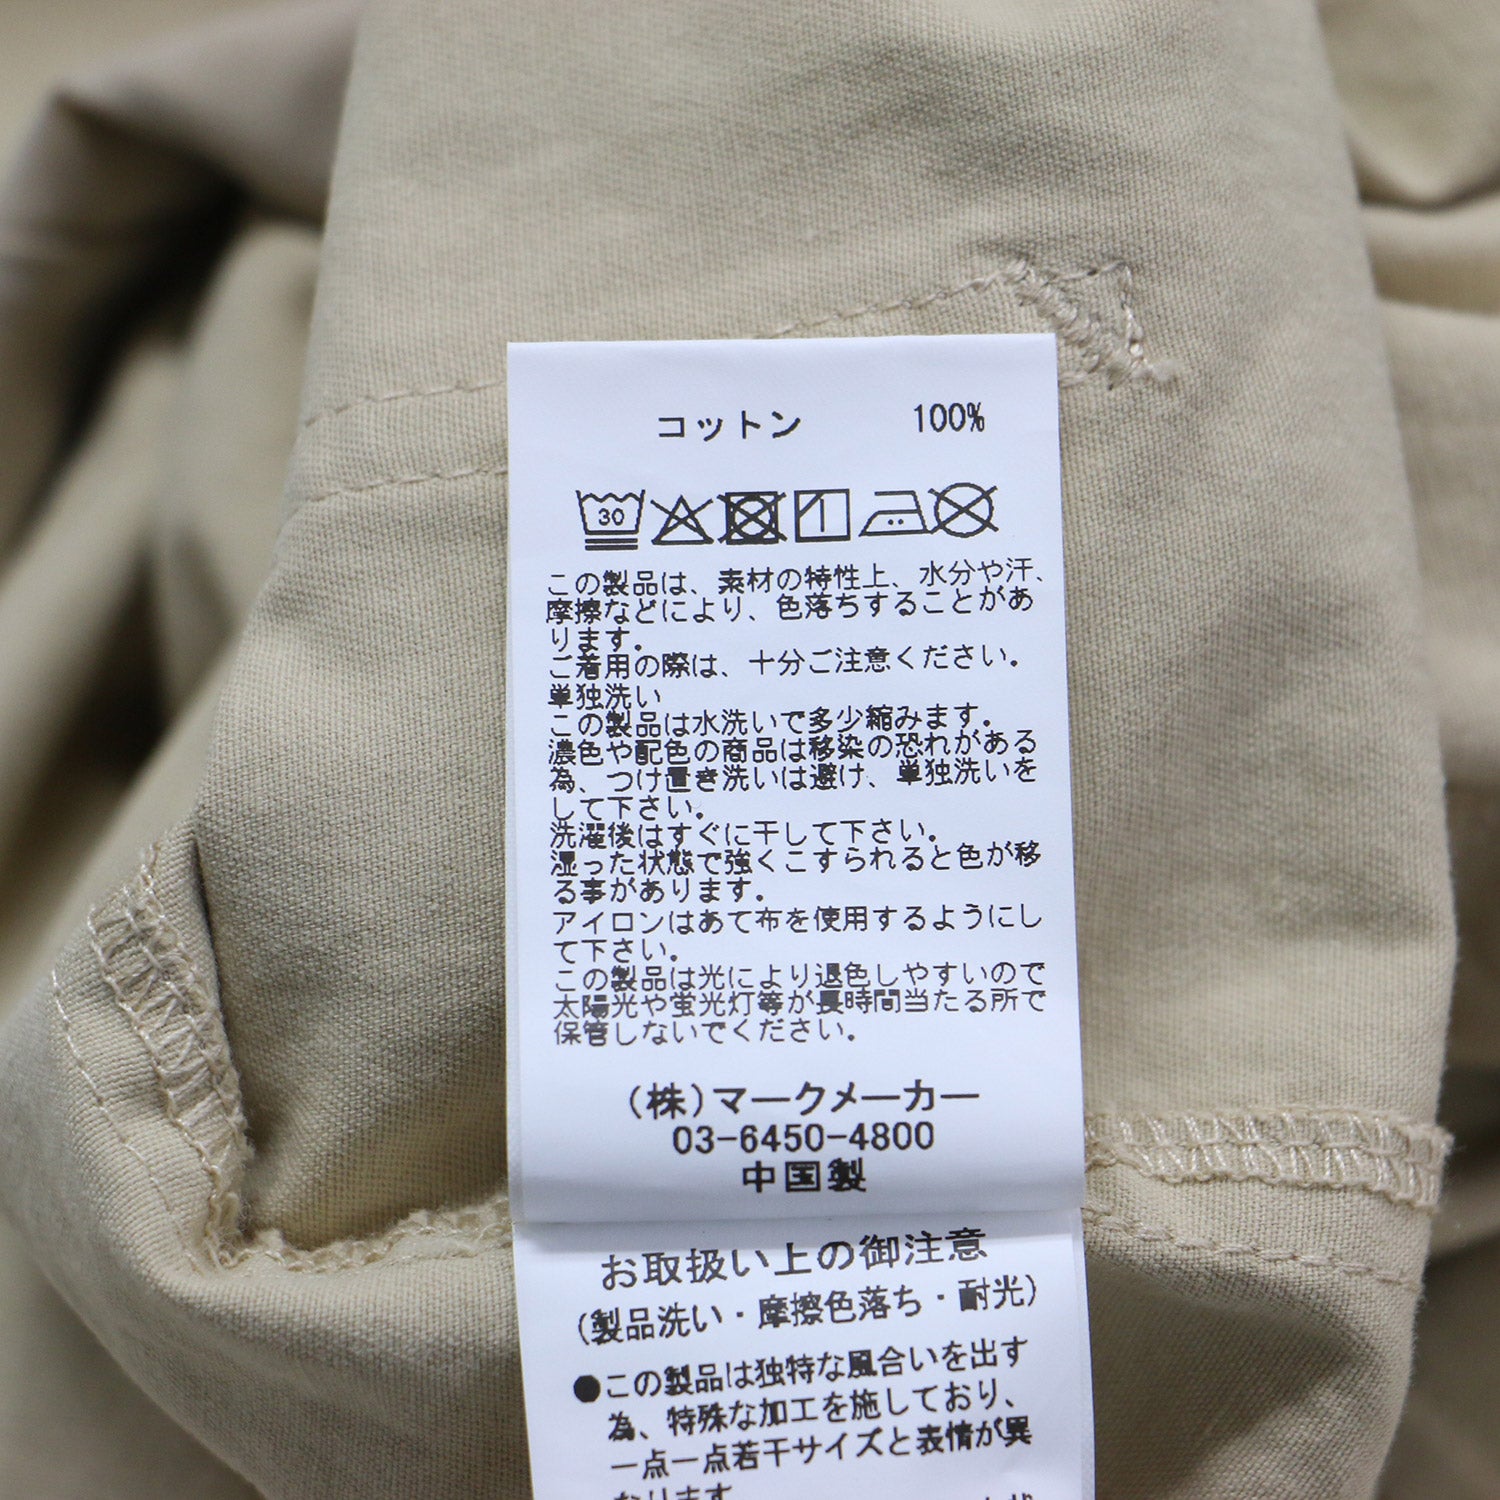 コットン 100%
30
この製品は、素材の特性上、水分や汗、
摩擦などにより、色落ちすることがあ
ります。
ご着用の際は、十分ご注意ください。
単独洗い
この製品は水洗いで多少縮みます。
濃色や配色の商品は移染の恐れがある
為、つけ置き洗いは避け、単独洗いを
して下さい。
洗濯後はすぐに干して下さい。
湿った状態で強くこすられると色が移
る事があります。
アイロンはあて布を使用するようにし
て下さい。
この製品は光により退色しやすいので
太陽光や蛍光灯等が長時間当たる所で
保管しないでください。
(株)マークメーカー
03-6450-4800
中国製
お取扱い上の御注意
(製品洗い・摩擦色落ち・耐光)
●この製品は独特な風合いを出す
為、特殊な加工を施しており、
一点一点若干サイズと表情が異
なります。